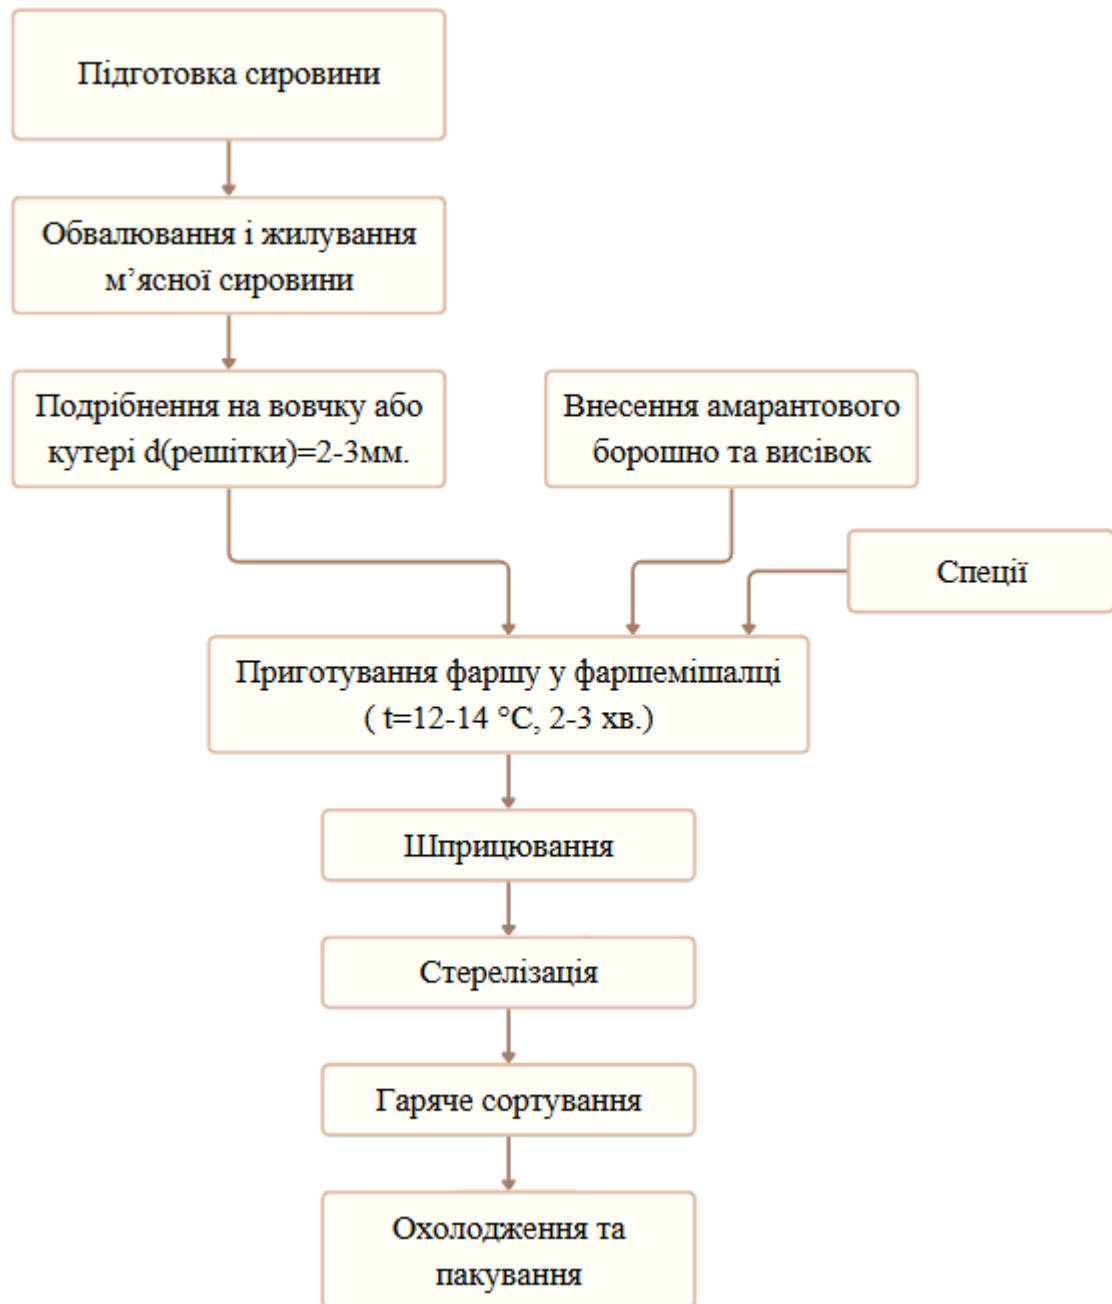 Підготовка сировини
Обвалювання і жилування
м’ясної сировини
Подрібнення на вовчку або
кутері d(решітки)=2-3мм.
Внесення амарантового
борошно та висівок
Спеції
Приготування фаршу у фаршемішалці
( t=12-14 °C, 2-3 хв.)
Шприцювання
Стерелізація
Гаряче сортування
Охолодження та
пакування